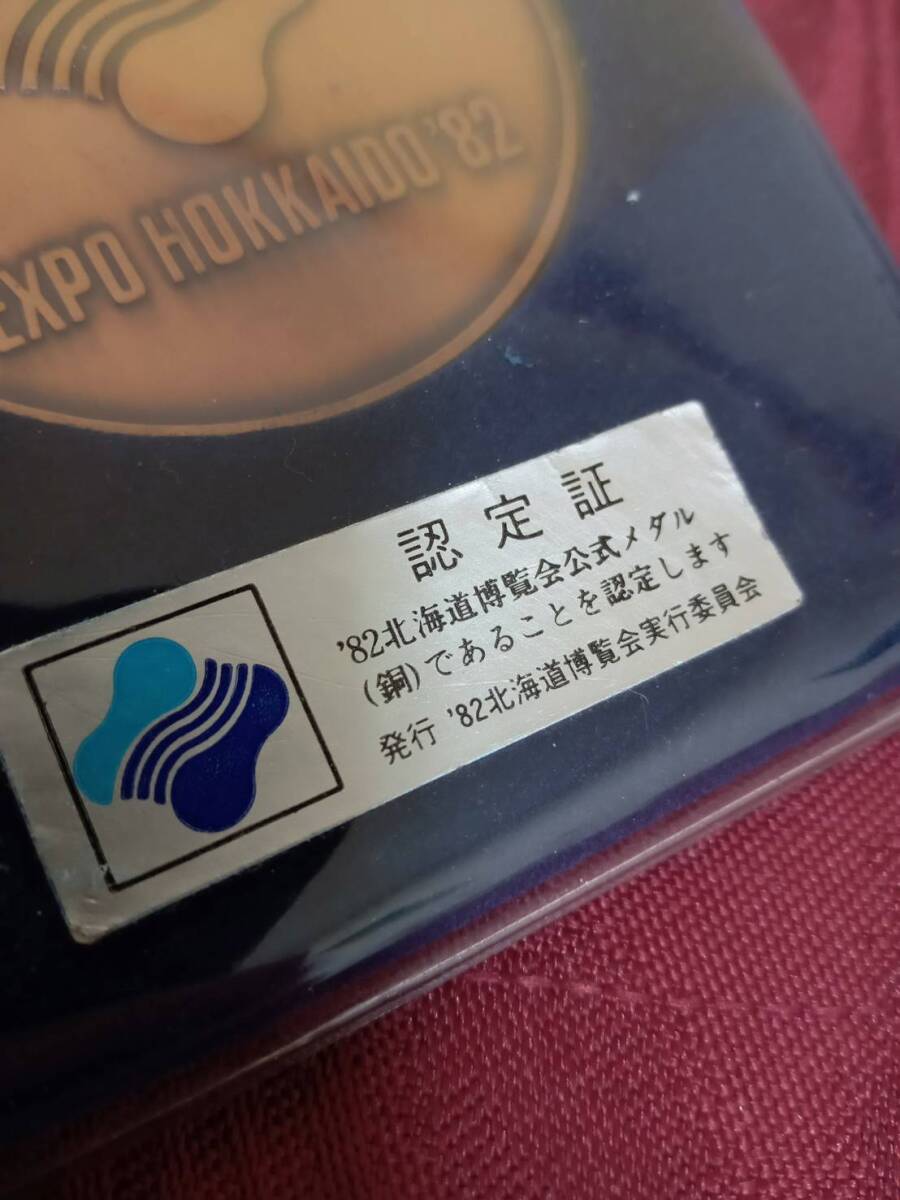 EXPO HOKKAIDO '82
認定証
'82北海道博覧会公式メダル
(銅)であることを認定します
発行 '82北海道博覧会実行委員会